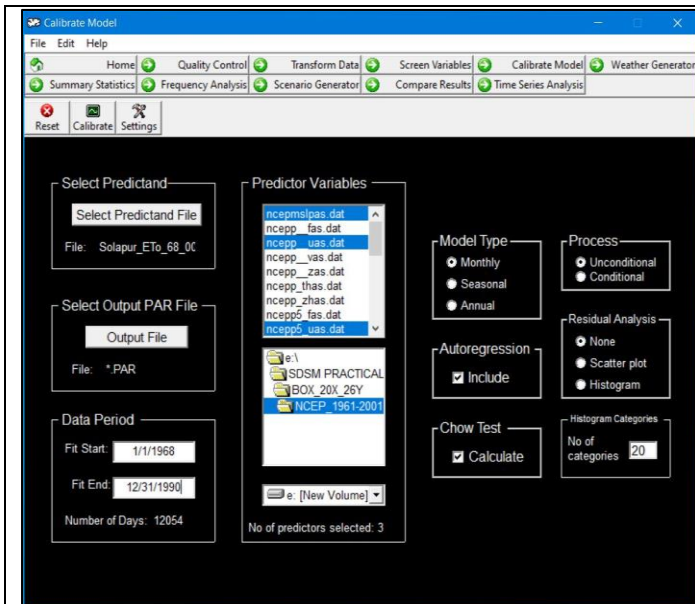 Calibrate Model
File Edit Help
Home Quality Control Transform Data Screen Variables Calibrate Model Weather Generator
Summary Statistics Frequency Analysis Scenario Generator Compare Results Time Series Analysis
Reset Calibrate Settings
Select Predictand
Select Predictand File
File: Solapur_ETo_68_00
Select Output PAR File
Output File
File: *.PAR
Data Period
Fit Start: 1/1/1968
Fit End: 12/31/1990
Number of Days: 12054
Predictor Variables
ncepmslpas.dat
ncepp__fas.dat
ncepp__uas.dat
ncepp__vas.dat
ncepp__zas.dat
ncepp_thas.dat
ncepp_zhas.dat
ncepp5_fas.dat
ncepp5_uas.dat
e:\
SDSM PRACTICAL
BOX_20X_26Y
NCEP_1961-2001
e: [New Volume]
No of predictors selected: 3
Model Type
Monthly
Seasonal
Annual
Autoregression
Include
Chow Test
Calculate
Process
Unconditional
Conditional
Residual Analysis
None
Scatter plot
Histogram
Histogram Categories
No of
categories 20